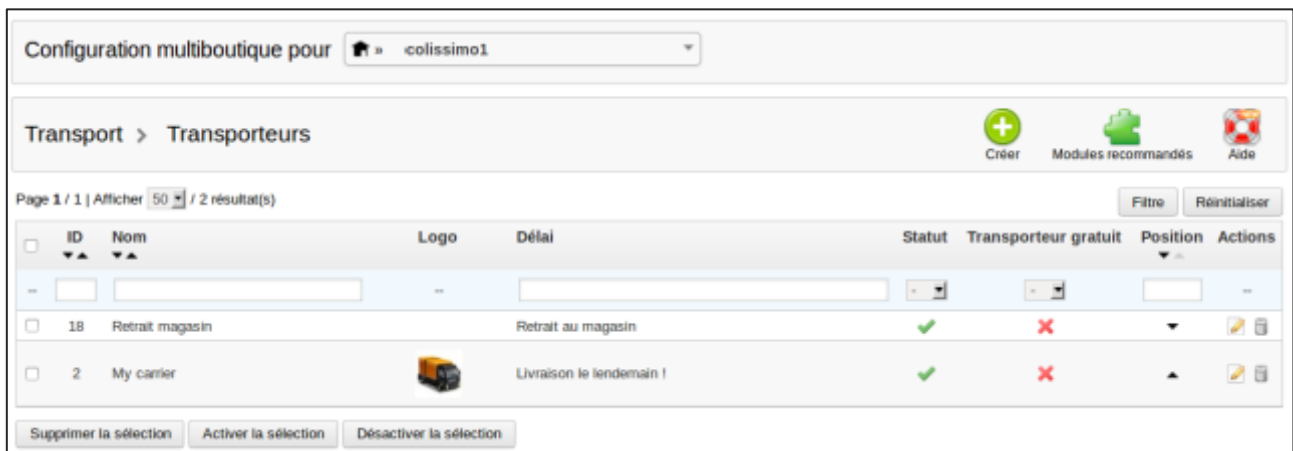 Configuration multiboutique pour » colissimo1
Transport > Transporteurs
Créer Modules recommandés Aide
Page 1 / 1 | Afficher 50 / 2 résultat(s) Filtre Réinitialiser
ID Nom Logo Délai Statut Transporteur gratuit Position Actions
-- -- - - --
18 Retrait magasin Retrait au magasin
2 My carrier Livraison le lendemain !
Supprimer la sélection Activer la sélection Désactiver la sélection